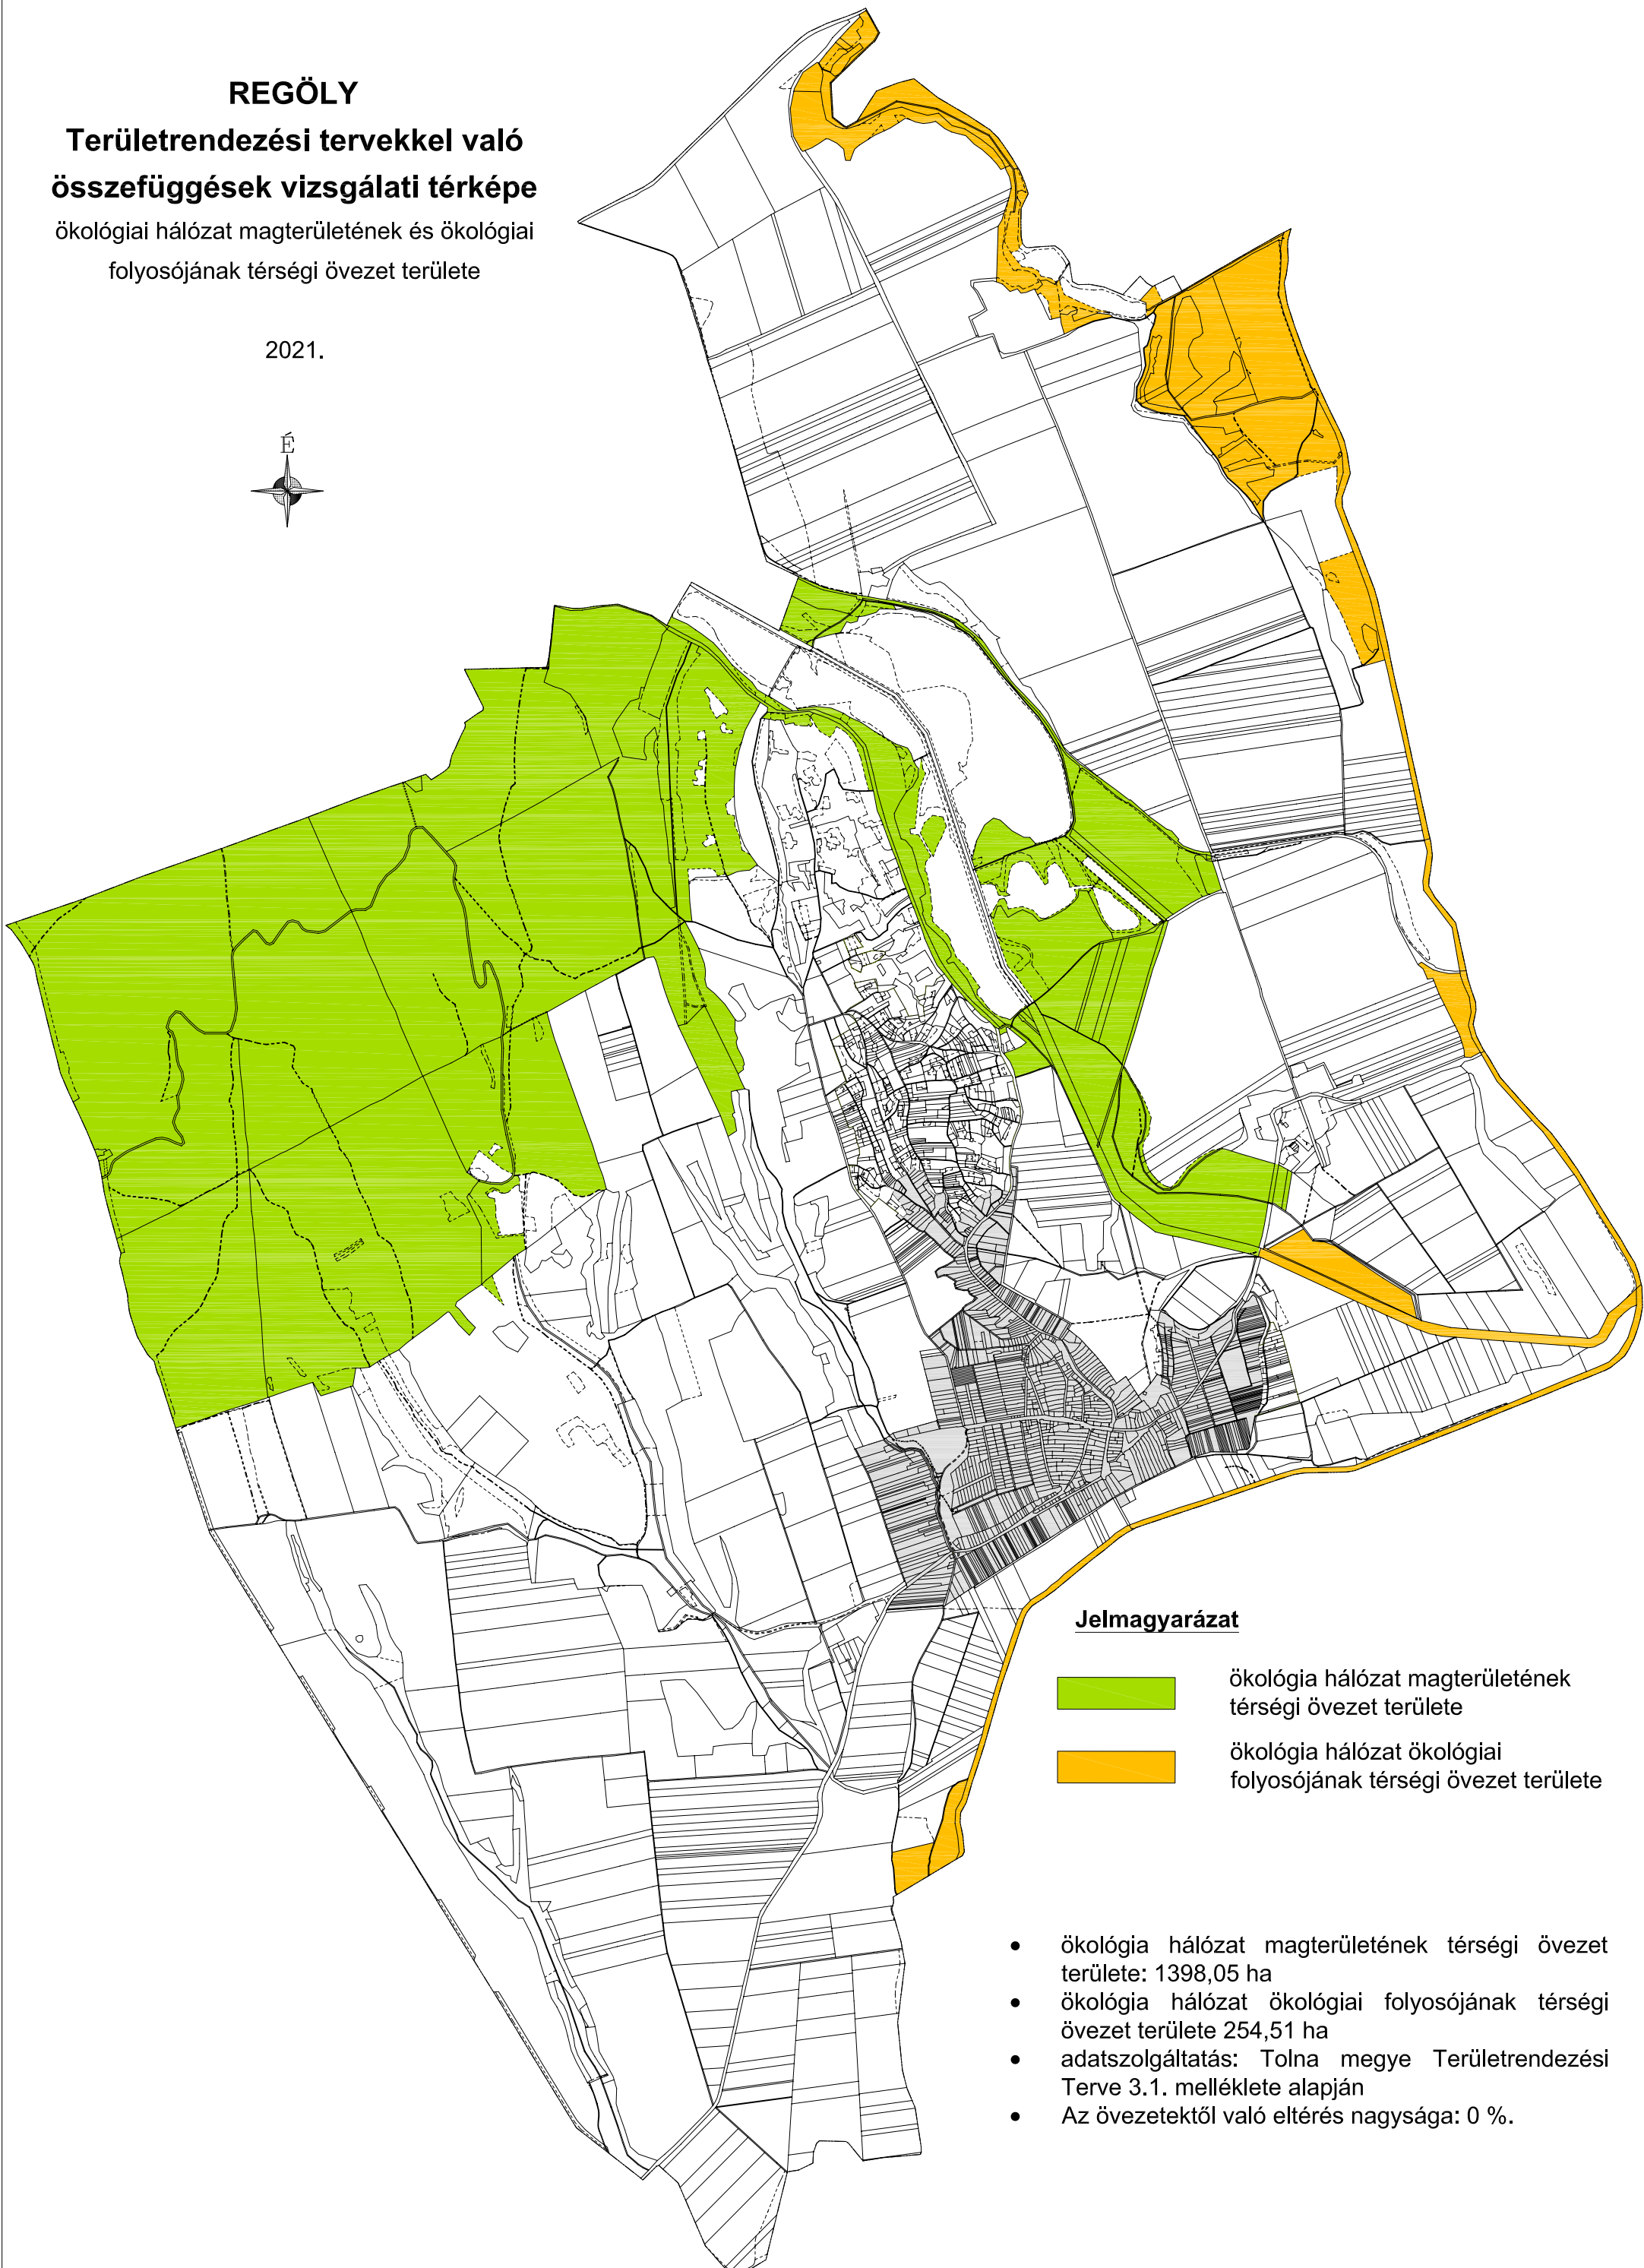 REGÖLY
Területrendezési tervekkel való
összefüggések vizsgálati térképe
ökológiai hálózat magterületének és ökológiai
folyosójának térségi övezet területe
2021.
É
Jelmagyarázat
ökológia hálózat magterületének
térségi övezet területe
ökológia hálózat ökológiai
folyosójának térségi övezet területe
• ökológia hálózat magterületének térségi övezet
területe: 1398,05 ha
• ökológia hálózat ökológiai folyosójának térségi
övezet területe 254,51 ha
• adatszolgáltatás: Tolna megye Területrendezési
Terve 3.1. melléklete alapján
• Az övezetektől való eltérés nagysága: 0 %.